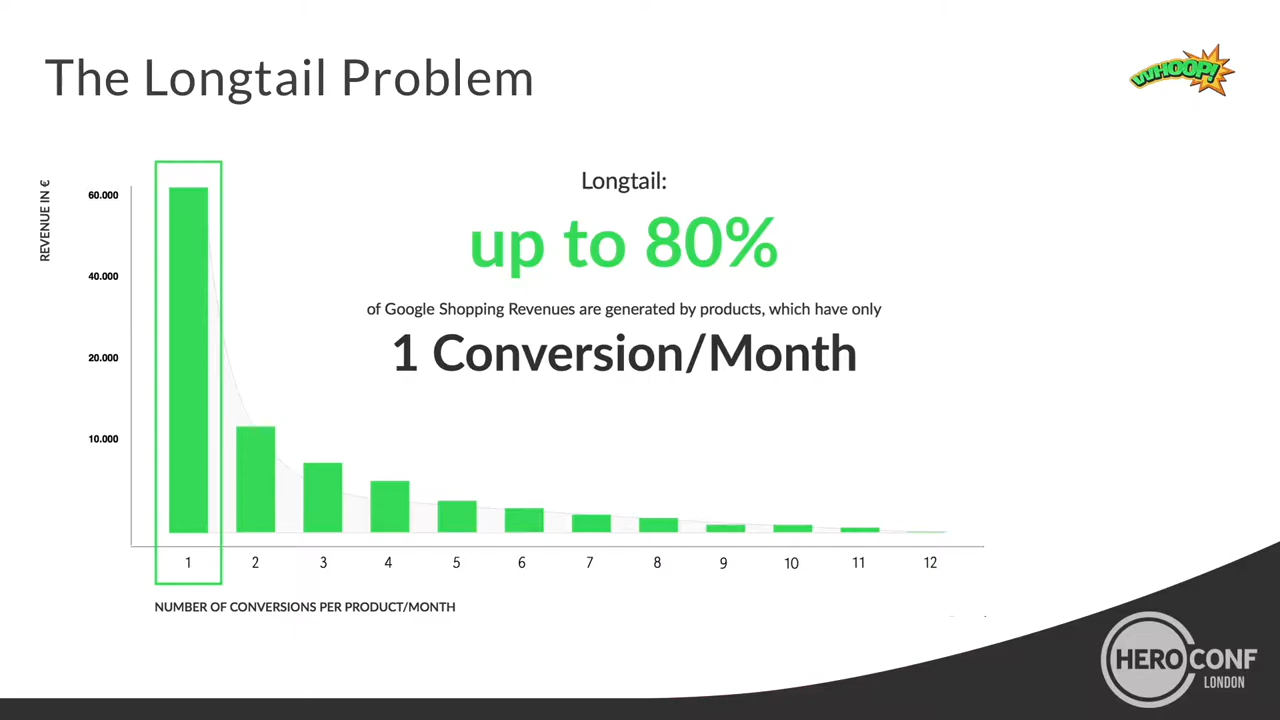 The Longtail Problem
WHOOP!
REVENUE IN €
60.000
40.000
20.000
10.000
Longtail:
up to 80%
of Google Shopping Revenues are generated by products, which have only
1 Conversion/Month
1 2 3 4 5 6 7 8 9 10 11 12
NUMBER OF CONVERSIONS PER PRODUCT/MONTH
HEROCONF
LONDON